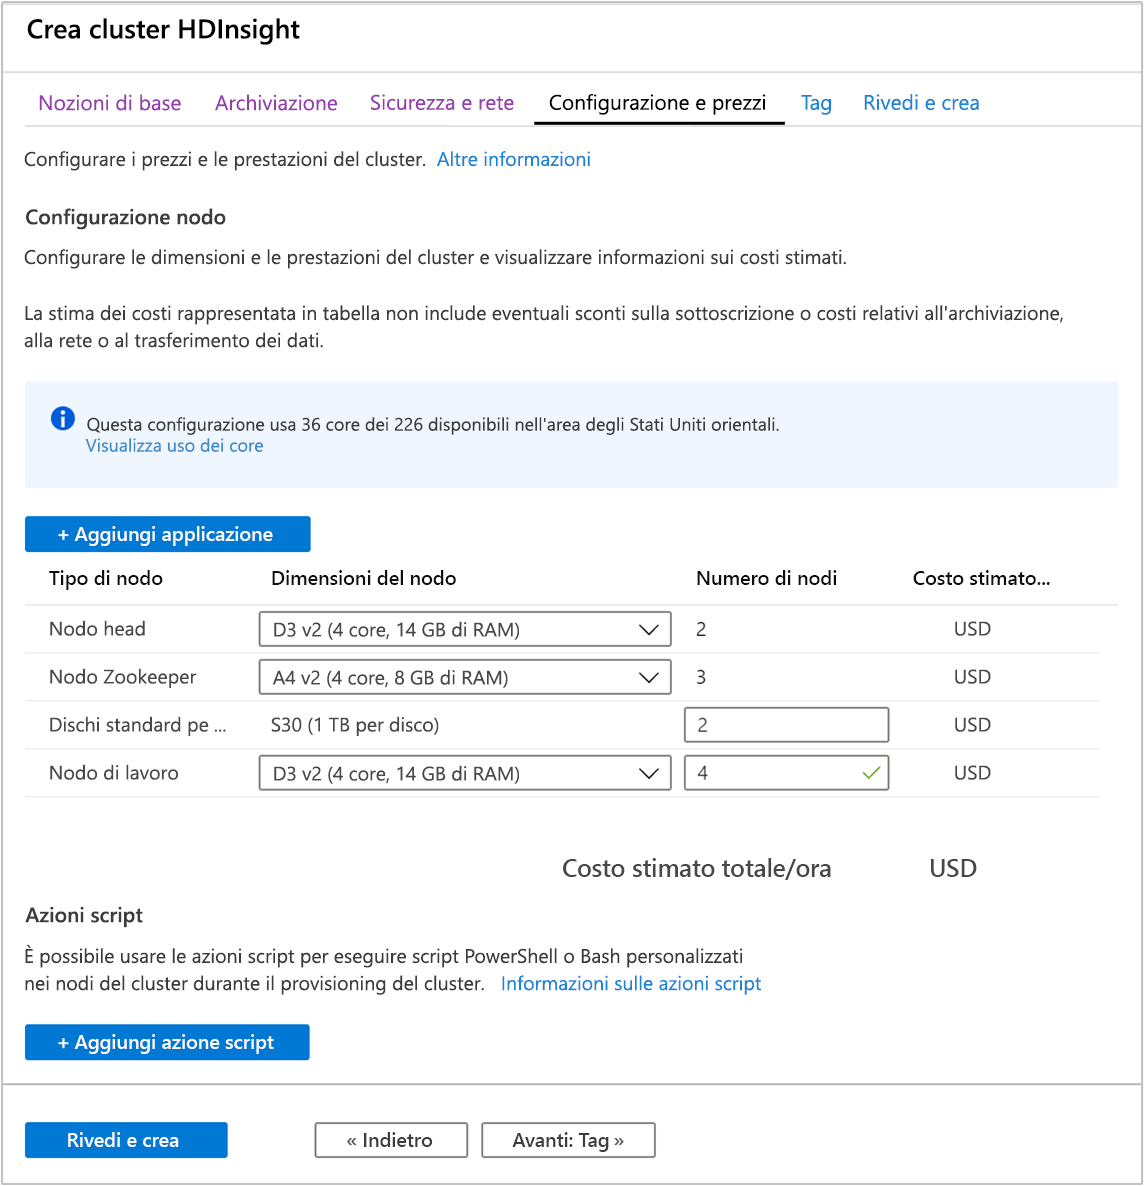 Crea cluster HDInsight
Nozioni di base Archiviazione Sicurezza e rete Configurazione e prezzi Tag Rivedi e crea
Configurare i prezzi e le prestazioni del cluster. Altre informazioni
Configurazione nodo
Configurare le dimensioni e le prestazioni del cluster e visualizzare informazioni sui costi stimati.
La stima dei costi rappresentata in tabella non include eventuali sconti sulla sottoscrizione o costi relativi all'archiviazione,
alla rete o al trasferimento dei dati.
Questa configurazione usa 36 core dei 226 disponibili nell'area degli Stati Uniti orientali.
Visualizza uso dei core
+ Aggiungi applicazione
Tipo di nodo Dimensioni del nodo Numero di nodi Costo stimato...
Nodo head D3 v2 (4 core, 14 GB di RAM) 2 USD
Nodo Zookeeper A4 v2 (4 core, 8 GB di RAM) 3 USD
Dischi standard pe ... S30 (1 TB per disco) 2 USD
Nodo di lavoro D3 v2 (4 core, 14 GB di RAM) 4 USD
Costo stimato totale/ora USD
Azioni script
È possibile usare le azioni script per eseguire script PowerShell o Bash personalizzati
nei nodi del cluster durante il provisioning del cluster. Informazioni sulle azioni script
+ Aggiungi azione script
Rivedi e crea « Indietro Avanti: Tag »